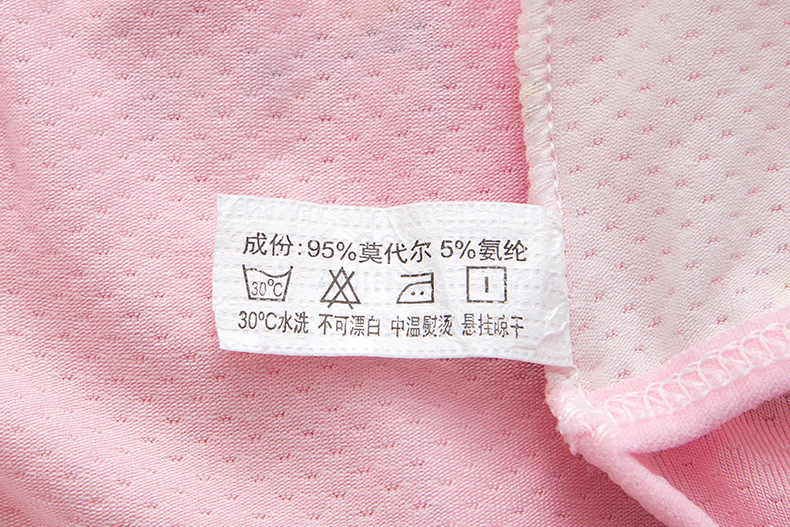 成份:95%莫代尔 5%氨纶
30°C
30°C水洗 不可漂白 中温熨烫 悬挂晾干